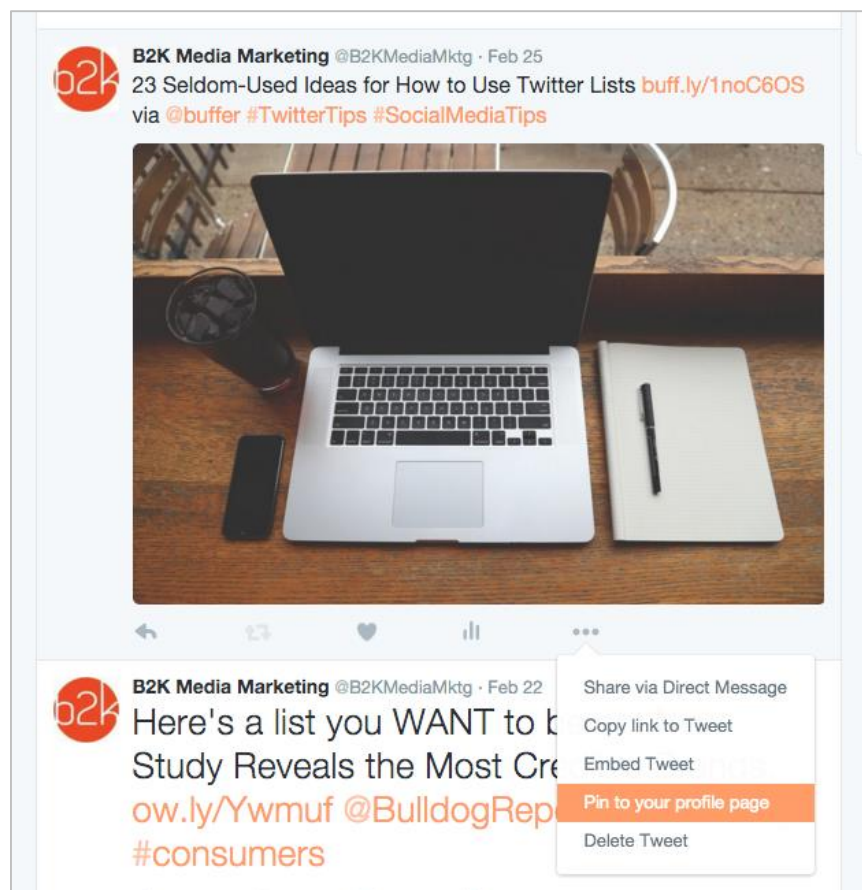 b2k
B2K Media Marketing @B2KMediaMktg · Feb 25
23 Seldom-Used Ideas for How to Use Twitter Lists buff.ly/1noC6OS
via @buffer #TwitterTips #SocialMediaTips
b2k
B2K Media Marketing @B2KMediaMktg · Feb 22
Here's a list you WANT to
Study Reveals the Most
ow.ly/Ywmuf
#consumers
Share via Direct Message
Copy link to Tweet
Embed Tweet
Pin to your profile page
Delete Tweet